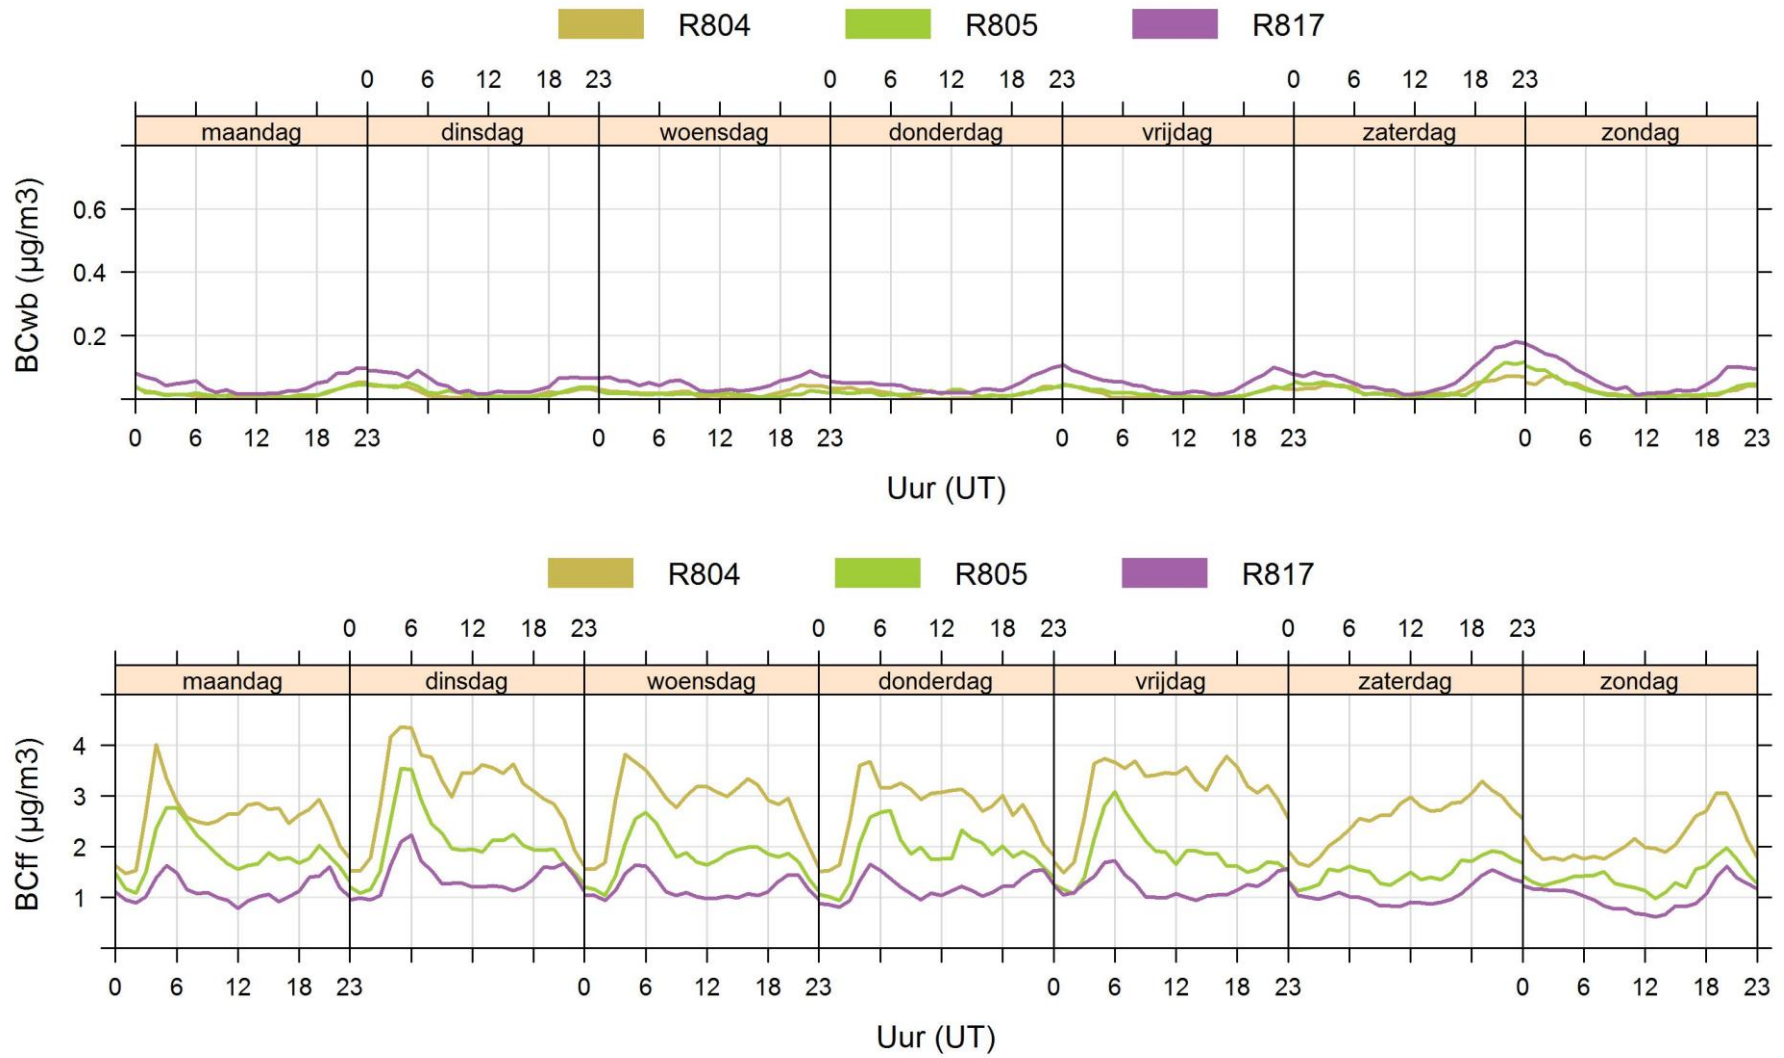 R804 R805 R817
0 6 12 18 23 0 6 12 18 23 0 6 12 18 23
maandag dinsdag woensdag donderdag vrijdag zaterdag zondag
BCwb (µg/m3)
0.6
0.4
0.2
0 6 12 18 23 0 6 12 18 23 0 6 12 18 23 0 6 12 18 23
Uur (UT)
R804 R805 R817
0 6 12 18 23 0 6 12 18 23 0 6 12 18 23
maandag dinsdag woensdag donderdag vrijdag zaterdag zondag
BCff (µg/m3)
4
3
2
1
0 6 12 18 23 0 6 12 18 23 0 6 12 18 23 0 6 12 18 23
Uur (UT)